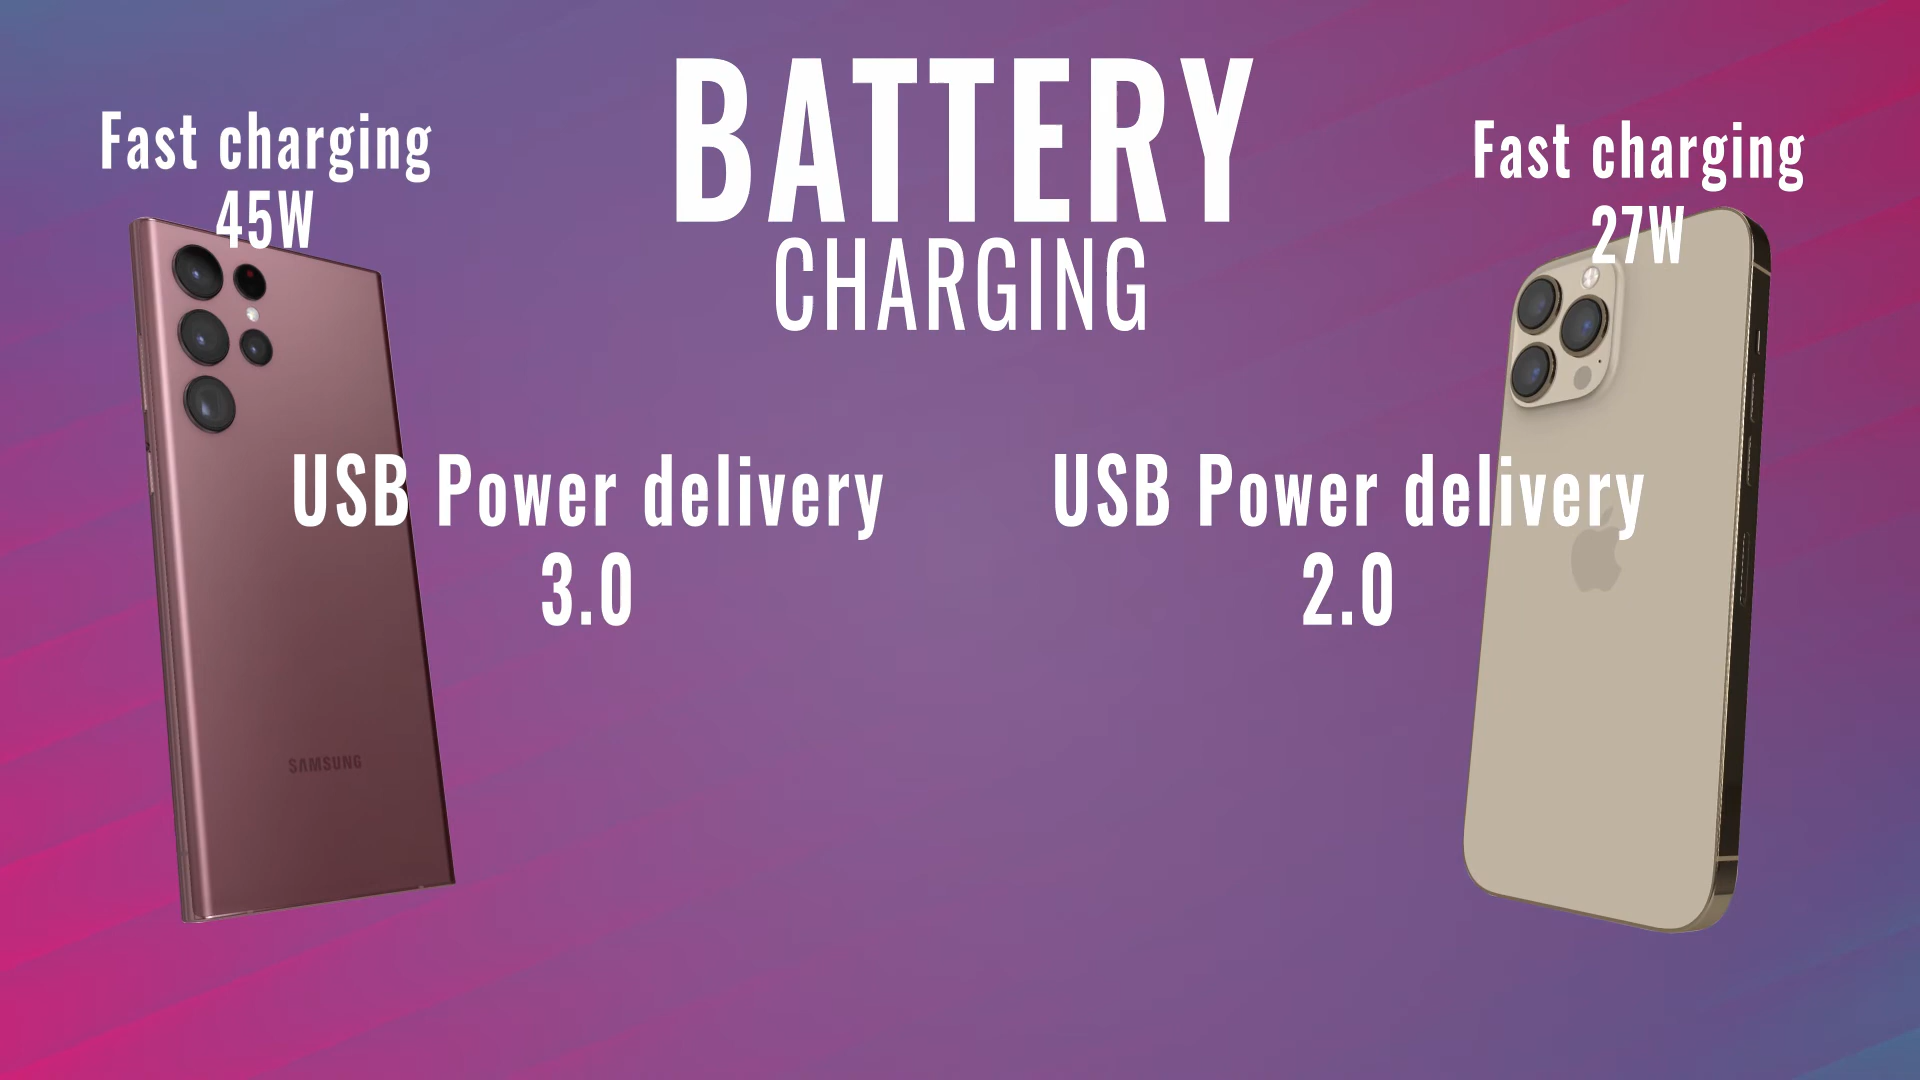 BATTERY
CHARGING
Fast charging
45W
Fast charging
27W
USB Power delivery
3.0
USB Power delivery
2.0
SAMSUNG